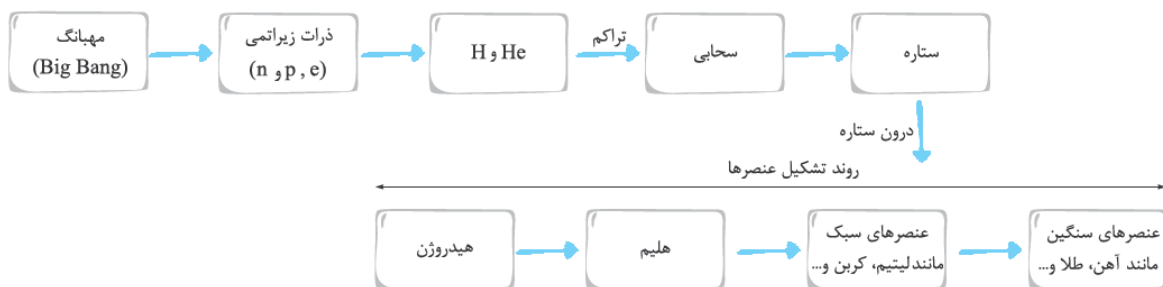 مهبانگ
(Big Bang)
ذرات زیراتمی
(n و p , e)
H و He
تراکم
سحابی
ستاره
درون ستاره
روند تشکیل عنصرها
هیدروژن
هلیم
عنصرهای سبک
مانندلیتیم، کربن و...
عنصرهای سنگین
مانند آهن، طلا و...